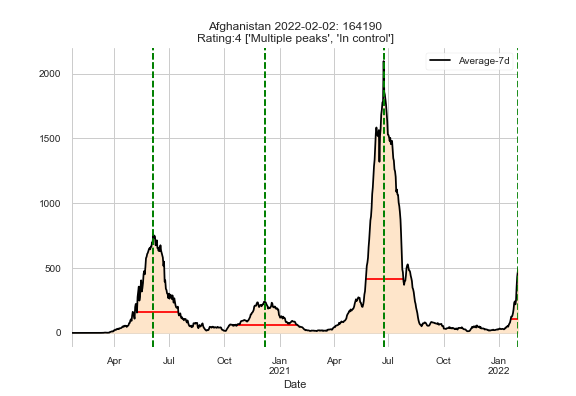 Afghanistan 2022-02-02: 164190
Rating:4 ['Multiple peaks', 'In control']
Average-7d
2000
1500
1000
500
0
Apr Jul Oct Jan Apr Jul Oct Jan
2021 2022
Date